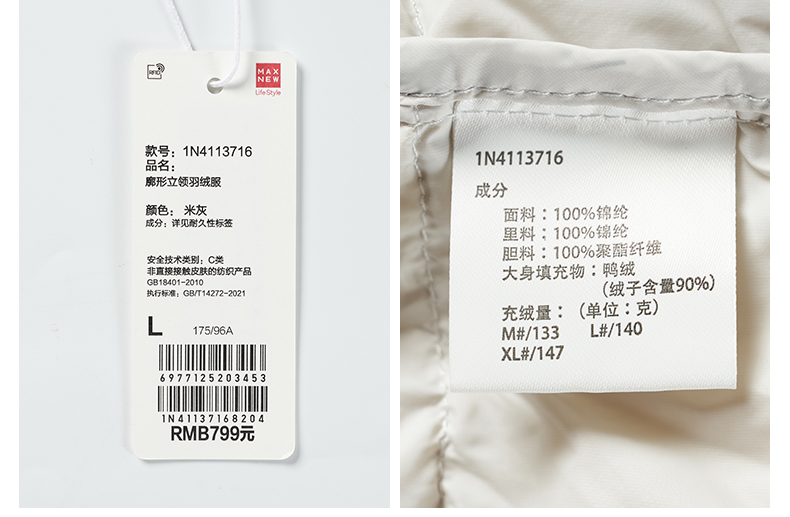 RFID
MAX
NEW
LifeStyle
款号：1N4113716
品名：
廓形立领羽绒服
颜色： 米灰
成分：详见耐久性标签
安全技术类别：C类
非直接接触皮肤的纺织产品
GB18401-2010
执行标准：GB/T14272-2021
L 175/96A
6977125203453
1N41137168204
RMB799元
1N4113716
成分
面料：100%锦纶
里料：100%锦纶
胆料：100%聚酯纤维
大身填充物：鸭绒
（绒子含量90%）
充绒量：（单位：克）
M#/133 L#/140
XL#/147